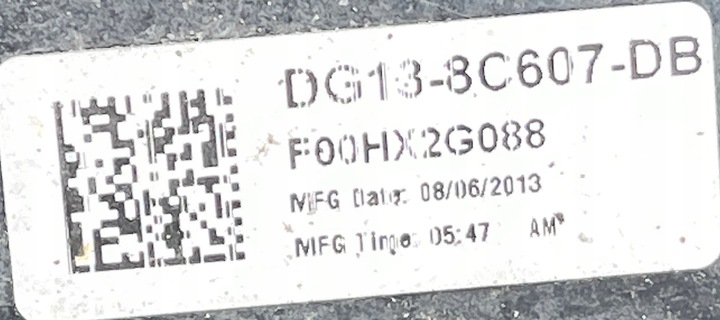 DG13-8C607-DB
F00HX2G088
MFG Date: 08/06/2013
MFG Time: 05:47 AM